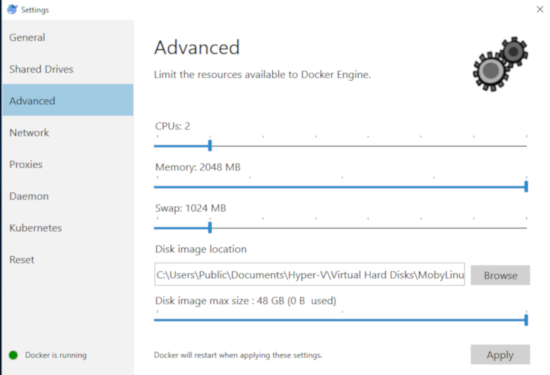 Settings
General
Shared Drives
Advanced
Network
Proxies
Daemon
Kubernetes
Reset
Docker is running
Advanced
Limit the resources available to Docker Engine.
CPUs: 2
Memory: 2048 MB
Swap: 1024 MB
Disk image location
C:\Users\Public\Documents\Hyper-V\Virtual Hard Disks\MobyLinu
Browse
Disk image max size : 48 GB (0 B used)
Docker will restart when applying these settings.
Apply